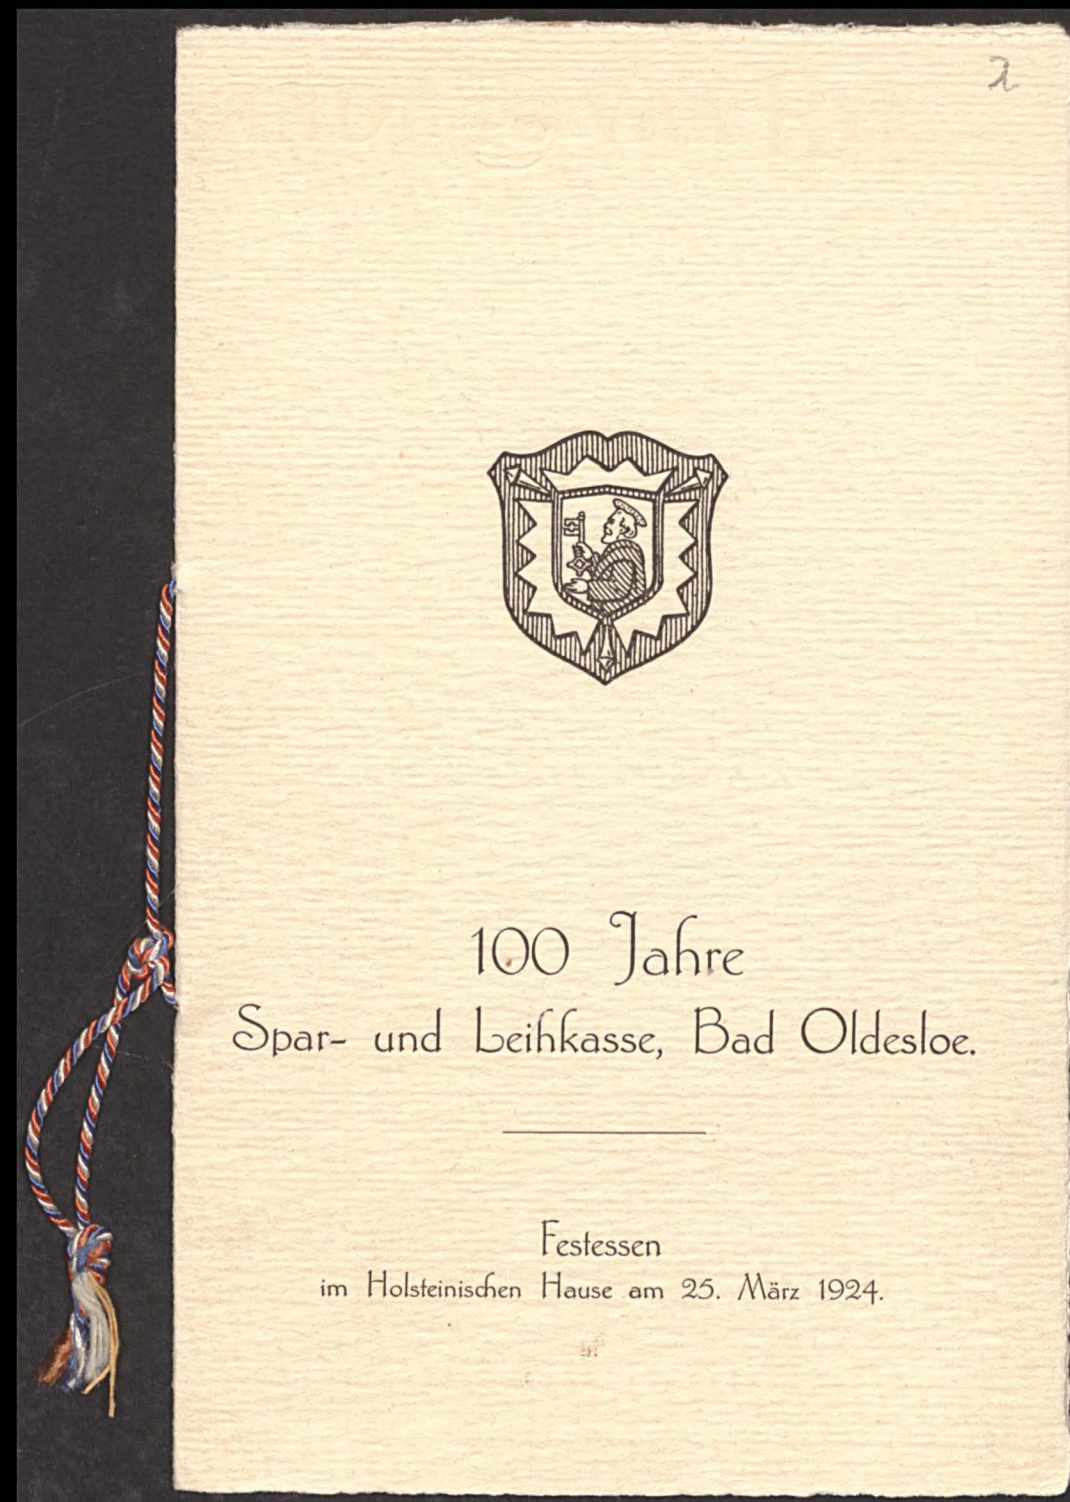 2
100 Jahre
Spar- und Leihkasse, Bad Oldesloe.
Festessen
im Holsteinischen Hause am 25. März 1924.